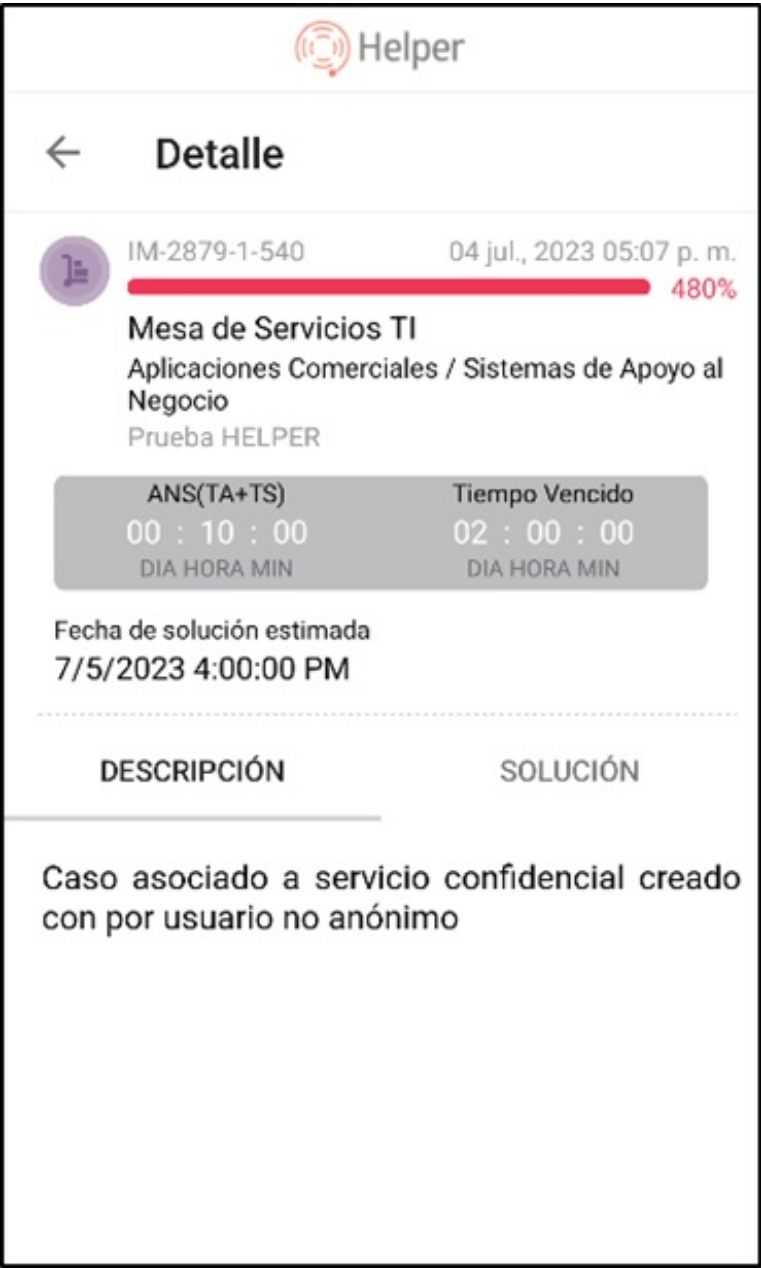 Helper
Detalle
IM-2879-1-540 04 jul., 2023 05:07 p. m.
480%
Mesa de Servicios TI
Aplicaciones Comerciales / Sistemas de Apoyo al
Negocio
Prueba HELPER
ANS(TA+TS) Tiempo Vencido
00 : 10 : 00 02 : 00 : 00
DIA HORA MIN DIA HORA MIN
Fecha de solución estimada
7/5/2023 4:00:00 PM
DESCRIPCIÓN SOLUCIÓN
Caso asociado a servicio confidencial creado
con por usuario no anónimo